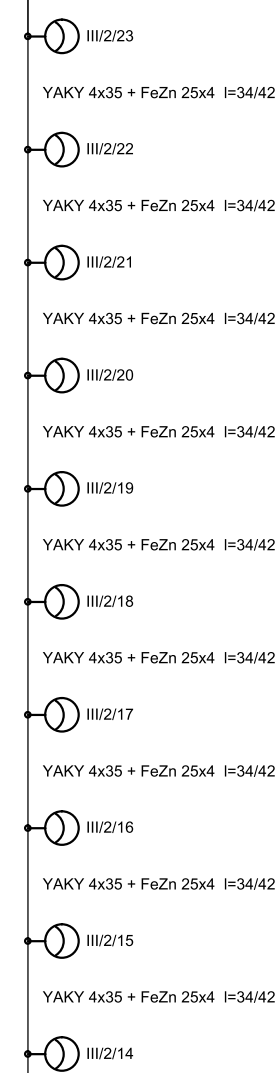 III/2/23
YAKY 4x35 + FeZn 25x4 l=34/42
III/2/22
YAKY 4x35 + FeZn 25x4 l=34/42
III/2/21
YAKY 4x35 + FeZn 25x4 l=34/42
III/2/20
YAKY 4x35 + FeZn 25x4 l=34/42
III/2/19
YAKY 4x35 + FeZn 25x4 l=34/42
III/2/18
YAKY 4x35 + FeZn 25x4 l=34/42
III/2/17
YAKY 4x35 + FeZn 25x4 l=34/42
III/2/16
YAKY 4x35 + FeZn 25x4 l=34/42
III/2/15
YAKY 4x35 + FeZn 25x4 l=34/42
III/2/14